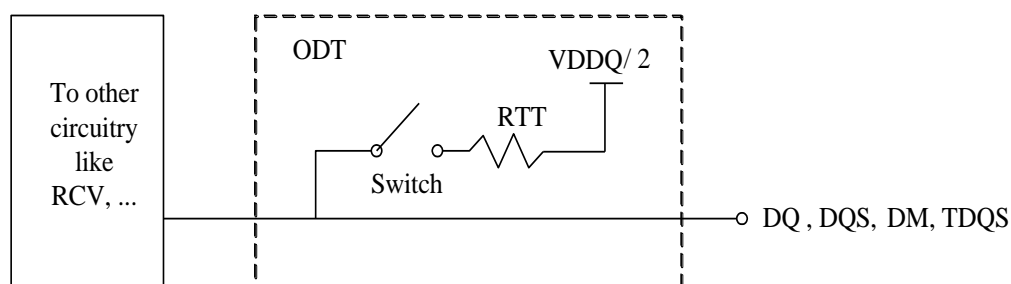 ODT
VDDQ/ 2
To other
circuitry
like
RCV, ...
RTT
Switch
DQ , DQS, DM, TDQS